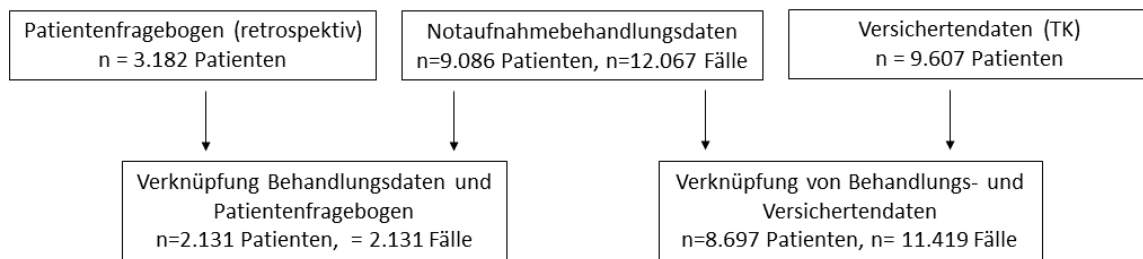 Patientenfragebogen (retrospektiv)
n = 3.182 Patienten
Notaufnahmebehandlungsdaten
n=9.086 Patienten, n=12.067 Fälle
Versichertendaten (TK)
n = 9.607 Patienten
Verknüpfung Behandlungsdaten und
Patientenfragebogen
n=2.131 Patienten,  = 2.131 Fälle
Verknüpfung von Behandlungs- und
Versichertendaten
n=8.697 Patienten, n= 11.419 Fälle